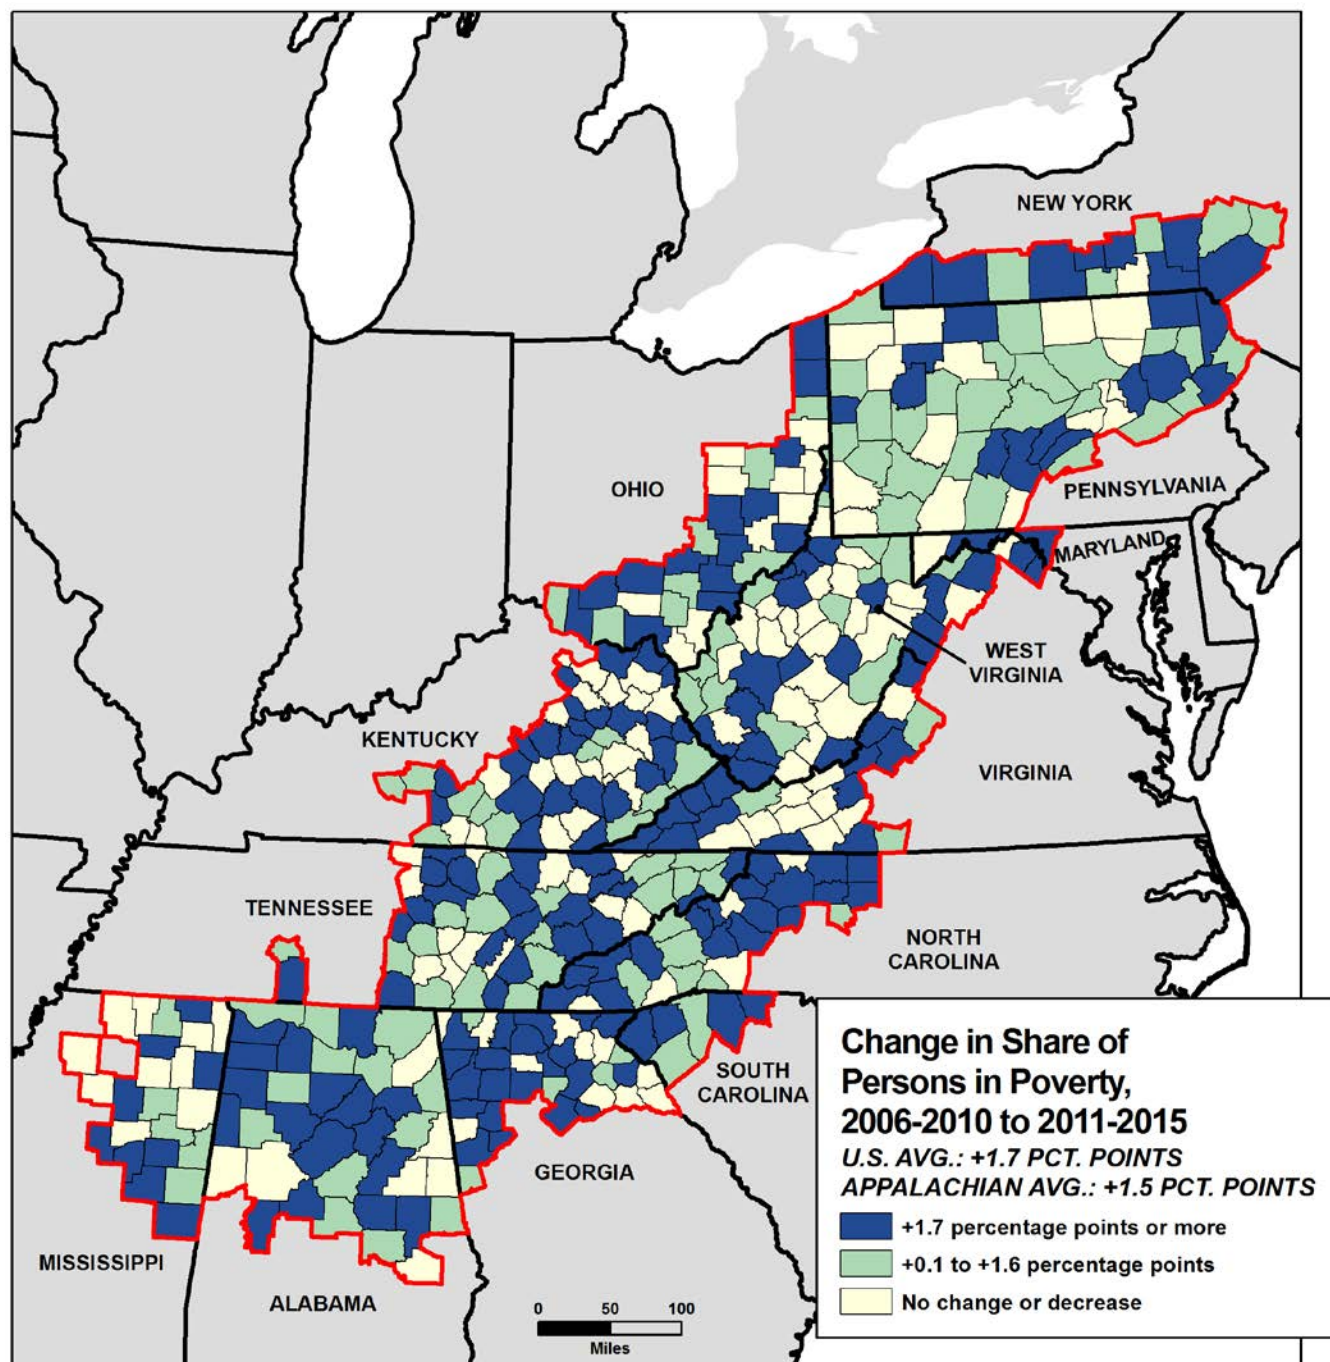 NEW YORK
OHIO
PENNSYLVANIA
MARYLAND
WEST
VIRGINIA
KENTUCKY
VIRGINIA
TENNESSEE
NORTH
CAROLINA
SOUTH
CAROLINA
GEORGIA
MISSISSIPPI
ALABAMA
Change in Share of
Persons in Poverty,
2006-2010 to 2011-2015
U.S. AVG.: +1.7 PCT. POINTS
APPALACHIAN AVG.: +1.5 PCT. POINTS
+1.7 percentage points or more
+0.1 to +1.6 percentage points
No change or decrease
0 50 100
Miles